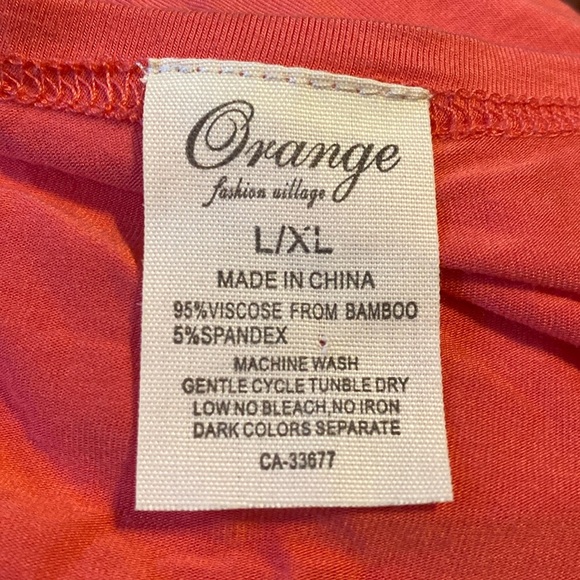 Orange
fashion uillage
L/XL
MADE IN CHINA
95%VISCOSE FROM BAMBOO
5%SPANDEX
MACHINE WASH
GENTLE CYCLE TUNBLE DRY
LOW NO BLEACH,NO IRON
DARK COLORS SEPARATE
CA-33677